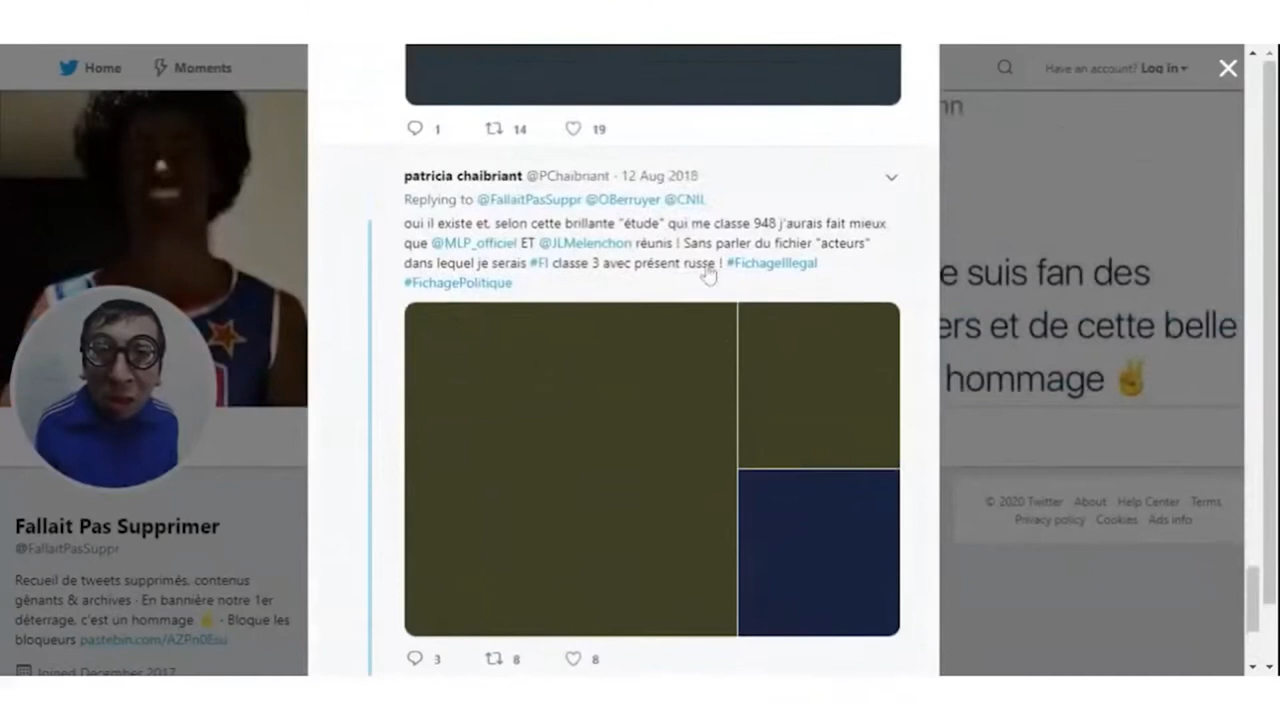 Home Moments
Have an account? Log in
1 14 19
patricia chaibriant @PChaibriant · 12 Aug 2018
Replying to @FallaitPasSuppr @OBerruyer @CNIL
oui il existe et, selon cette brillante "étude" qui me classe 948 j'aurais fait mieux
que @MLP_officiel ET @JLMelenchon réunis ! Sans parler du fichier "acteurs"
dans lequel je serais #FI classe 3 avec présent russe ! #FichageIllegal
#FichagePolitique
3 8 8
Fallait Pas Supprimer
@FallaitPasSuppr
Recueil de tweets supprimés, contenus
gênants & archives · En bannière notre 1er
déterrage, c'est un hommage ✌ · Bloque les
bloqueurs pastebin.com/AZPn0Esu
Joined December 2017
e suis fan des
ers et de cette belle
hommage ✌
© 2020 Twitter About Help Center Terms
Privacy policy Cookies Ads info